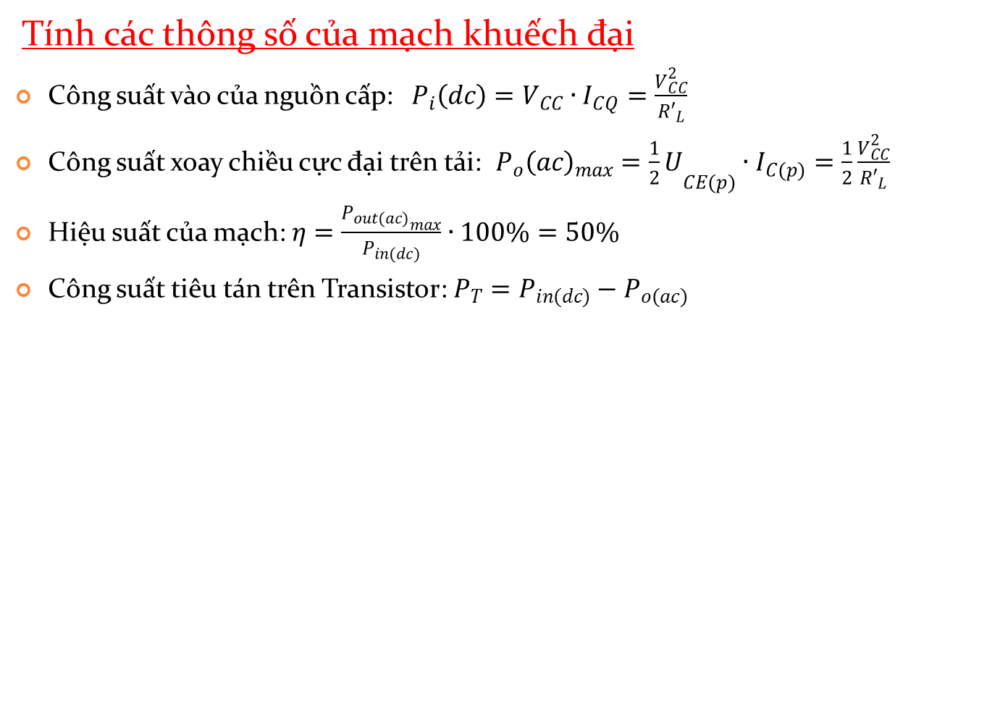 Tính các thông số của mạch khuếch đại
Công suất vào của nguồn cấp: $P_i(dc) = V_{CC} \cdot I_{CQ} = \frac{V_{CC}^2}{R'_L}$
Công suất xoay chiều cực đại trên tải: $P_o(ac)_{max} = \frac{1}{2} U_{CE(p)} \cdot I_{C(p)} = \frac{1}{2} \frac{V_{CC}^2}{R'_L}$
Hiệu suất của mạch: $\eta = \frac{P_{out(ac)_{max}}}{P_{in(dc)}} \cdot 100\% = 50\%$
Công suất tiêu tán trên Transistor: $P_T = P_{in(dc)} - P_{o(ac)}$